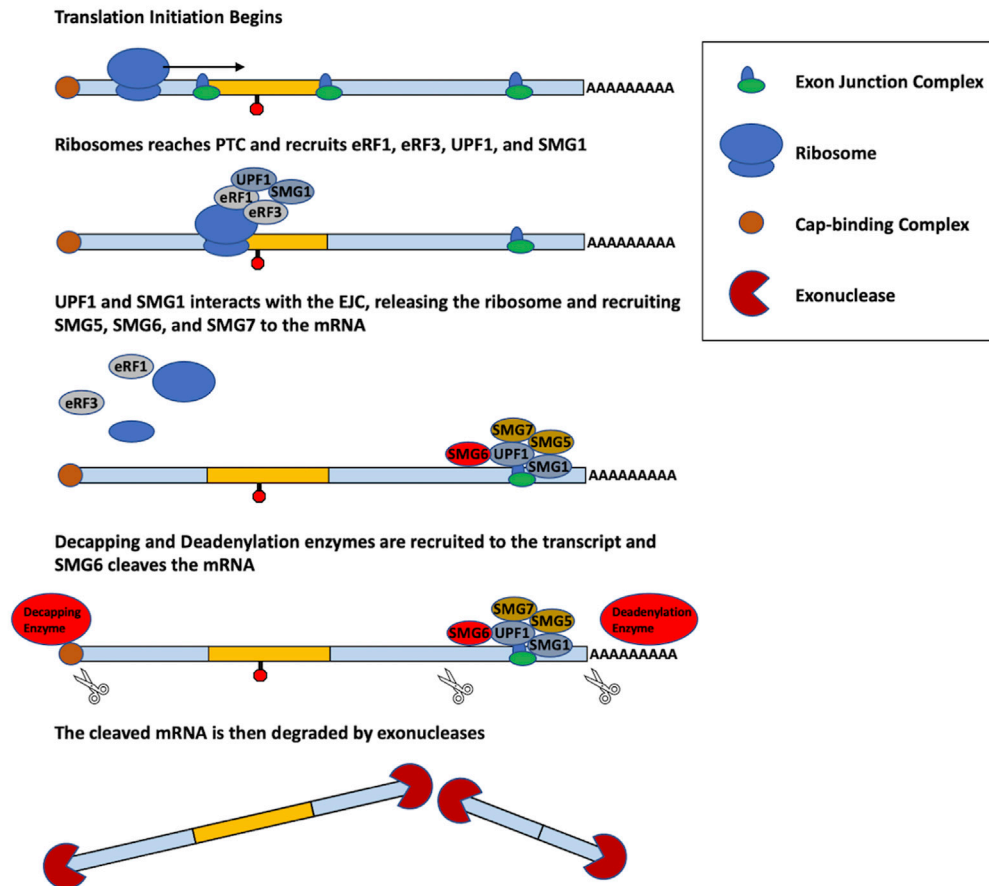 Translation Initiation Begins
AAAAAAAAA
Exon Junction Complex
Ribosomes reaches PTC and recruits eRF1, eRF3, UPF1, and SMG1
Ribosome
UPF1
eRF1
SMG1
eRF3
AAAAAAAAA
Cap-binding Complex
Exonuclease
UPF1 and SMG1 interacts with the EJC, releasing the ribosome and recruiting
SMG5, SMG6, and SMG7 to the mRNA
eRF1
eRF3
SMG7
SMG5
SMG6
UPF1
SMG1
AAAAAAAAA
Decapping and Deadenylation enzymes are recruited to the transcript and
SMG6 cleaves the mRNA
Decapping
Enzyme
SMG7
SMG5
SMG6
UPF1
SMG1
Deadenylation
Enzyme
AAAAAAAAA
The cleaved mRNA is then degraded by exonucleases